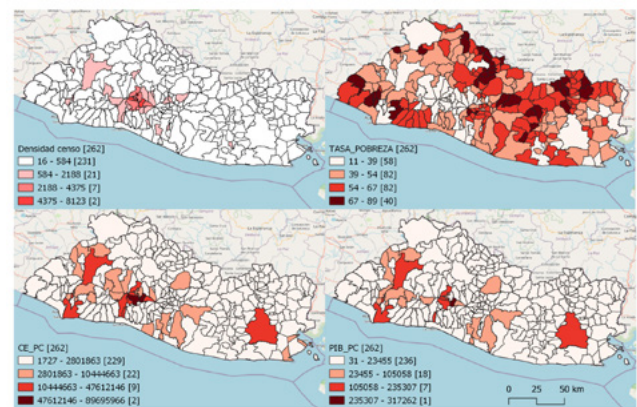 Densidad censo [262]
16 - 584 [231]
584 - 2188 [21]
2188 - 4375 [7]
4375 - 8123 [2]
TASA_POBREZA [262]
11 - 39 [58]
39 - 54 [82]
54 - 67 [82]
67 - 89 [40]
CE_PC [262]
1727 - 2801863 [229]
2801863 - 10444663 [22]
10444663 - 47612146 [9]
47612146 - 89695966 [2]
PIB_PC [262]
31 - 23455 [236]
23455 - 105058 [18]
105058 - 235307 [7]
235307 - 317262 [1]
0 25 50 km